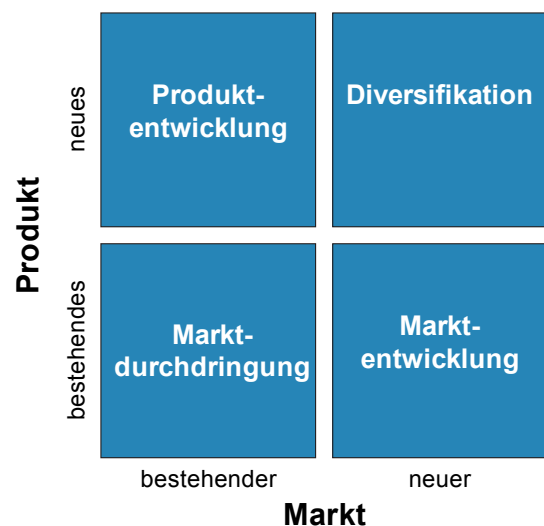 Produkt
neues
Produkt-
entwicklung
Diversifikation
bestehendes
Markt-
durchdringung
Markt-
entwicklung
bestehender
neuer
Markt